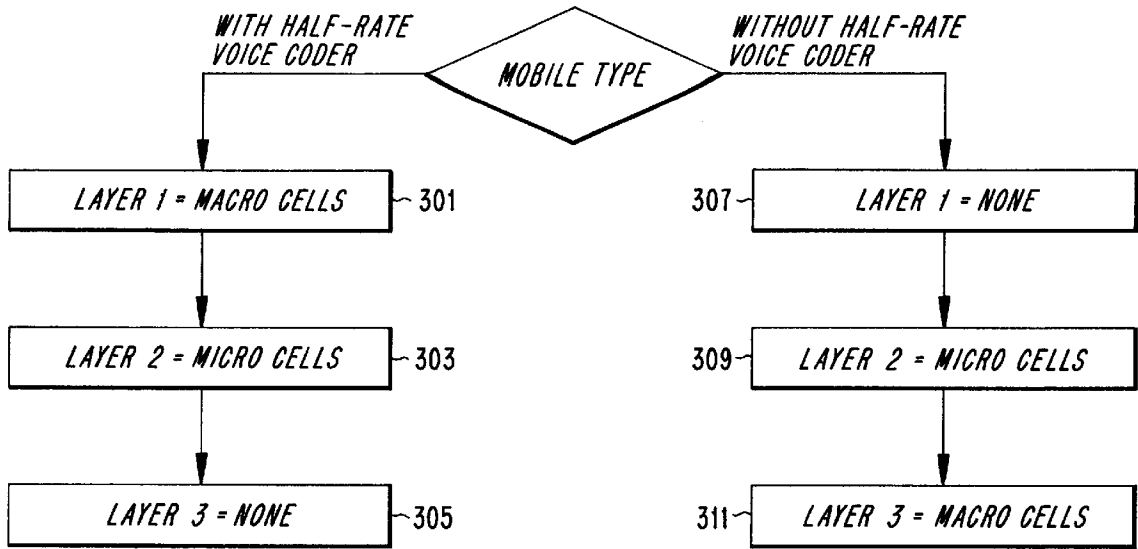 WITH HALF-RATE
VOICE CODER
MOBILE TYPE
WITHOUT HALF-RATE
VOICE CODER
LAYER 1 = MACRO CELLS
301
307
LAYER 1 = NONE
LAYER 2 = MICRO CELLS
303
309
LAYER 2 = MICRO CELLS
LAYER 3 = NONE
305
311
LAYER 3 = MACRO CELLS